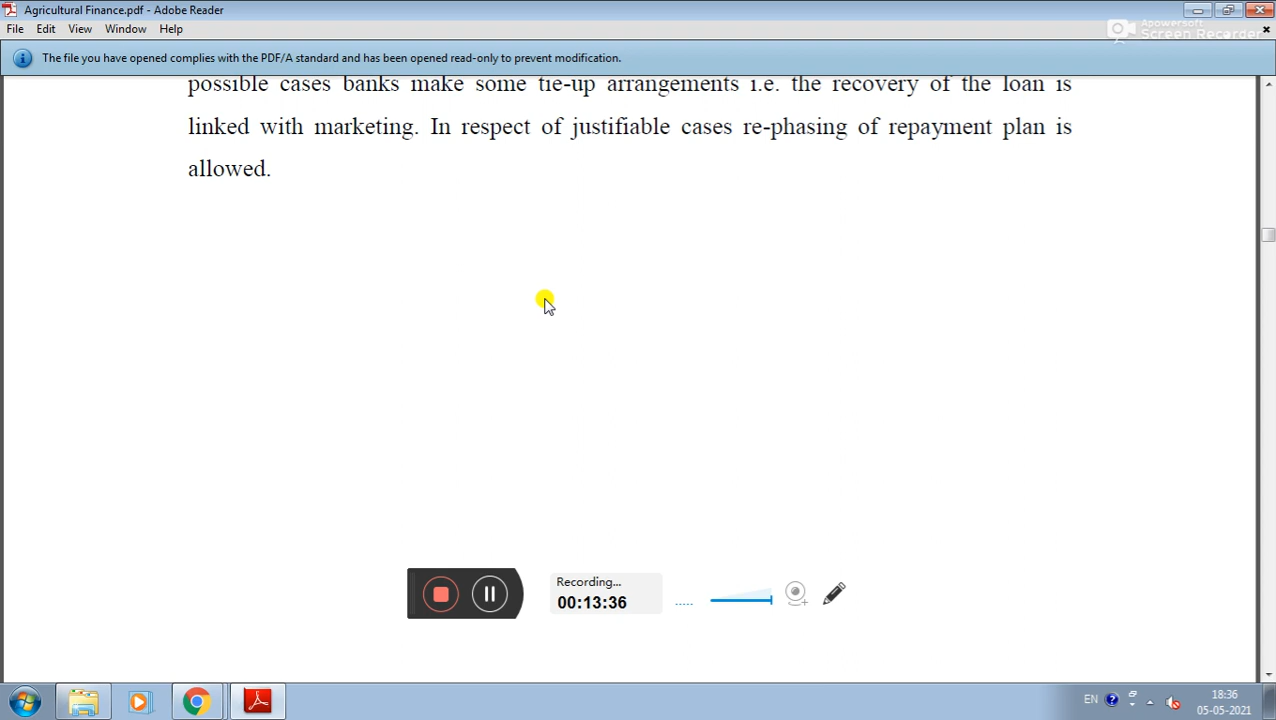 Agricultural Finance.pdf - Adobe Reader
Apowersoft
Screen Recorder
File Edit View Window Help
The file you have opened complies with the PDF/A standard and has been opened read-only to prevent modification.
possible cases banks make some tie-up arrangements i.e. the recovery of the loan is
linked with marketing. In respect of justifiable cases re-phasing of repayment plan is
allowed.
Recording...
00:13:36
EN
18:36
05-05-2021